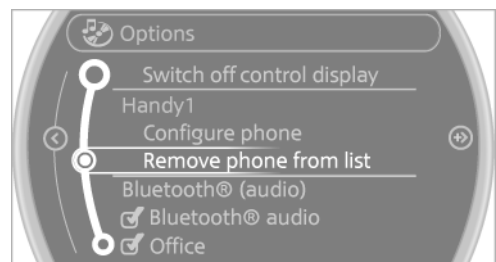 Options
Switch off control display
Handy1
Configure phone
Remove phone from list
Bluetooth® (audio)
Bluetooth® audio
Office